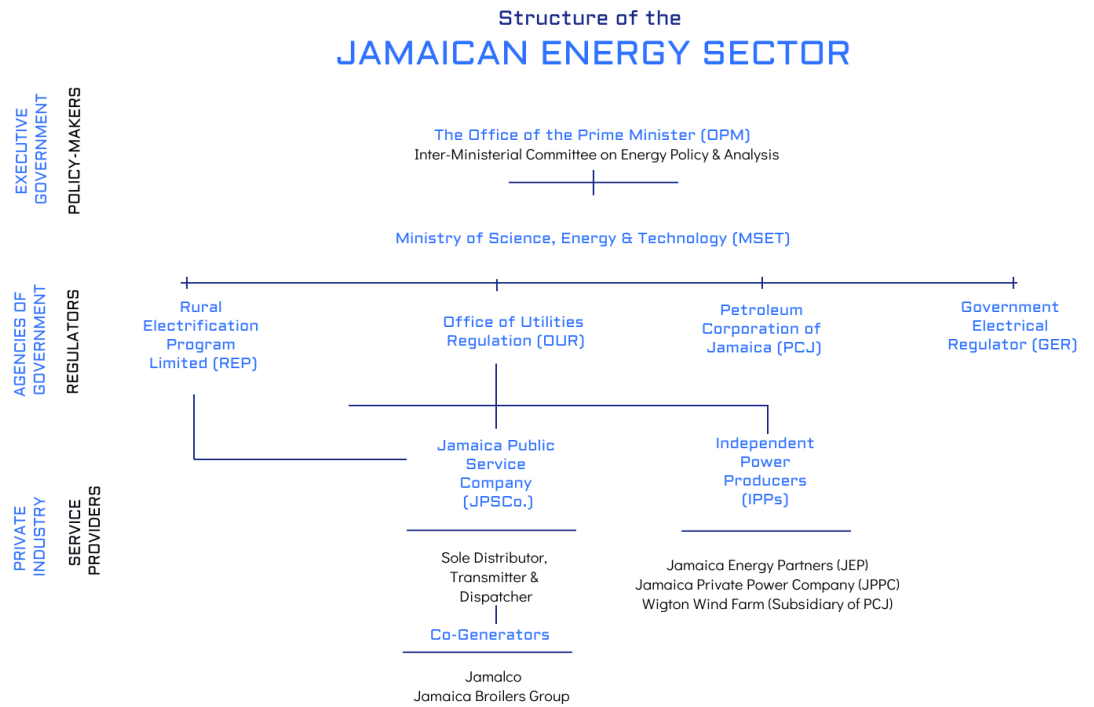 Structure of the
JAMAICAN ENERGY SECTOR
EXECUTIVE
GOVERNMENT
POLICY-MAKERS
The Office of the Prime Minister (OPM)
Inter-Ministerial Committee on Energy Policy & Analysis
Ministry of Science, Energy & Technology (MSET)
AGENCIES OF
GOVERNMENT
REGULATORS
Rural
Electrification
Program
Limited (REP)
Office of Utilities
Regulation (OUR)
Petroleum
Corporation of
Jamaica (PCJ)
Government
Electrical
Regulator (GER)
PRIVATE
INDUSTRY
SERVICE
PROVIDERS
Jamaica Public
Service
Company
(JPSCo.)
Sole Distributor,
Transmitter &
Dispatcher
Co-Generators
Jamalco
Jamaica Broilers Group
Independent
Power
Producers
(IPPs)
Jamaica Energy Partners (JEP)
Jamaica Private Power Company (JPPC)
Wigton Wind Farm (Subsidiary of PCJ)